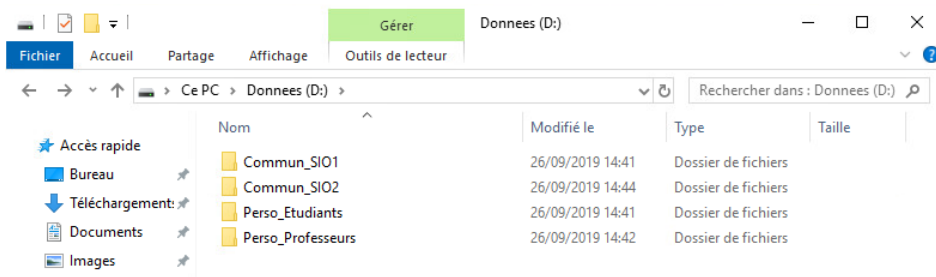 Gérer Donnees (D:)
Fichier Accueil Partage Affichage Outils de lecteur
Ce PC > Donnees (D:) > Rechercher dans : Donnees (D:)
Nom Modifié le Type Taille
Accès rapide
Commun_SIO1 26/09/2019 14:41 Dossier de fichiers
Bureau
Commun_SIO2 26/09/2019 14:44 Dossier de fichiers
Téléchargements
Perso_Etudiants 26/09/2019 14:41 Dossier de fichiers
Documents
Perso_Professeurs 26/09/2019 14:42 Dossier de fichiers
Images